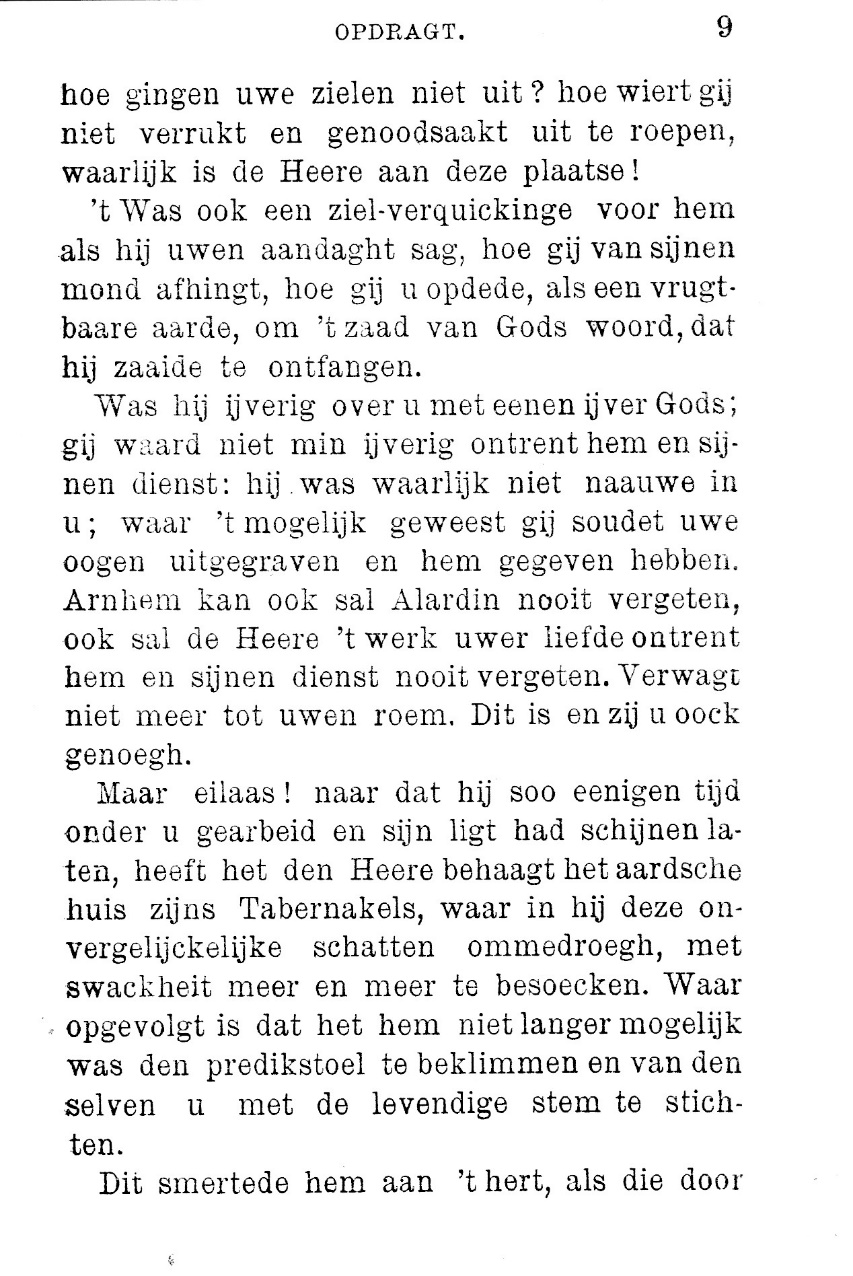 OPDRAGT. 9
hoe gingen uwe zielen niet uit? hoe wiert gij
niet verrukt en genoodsaakt uit te roepen,
waarlijk is de Heere aan deze plaatse!
't Was ook een ziel-verquickinge voor hem
als hij uwen aandaght sag, hoe gij van sijnen
mond afhingt, hoe gij u opdede, als een vrugt-
baare aarde, om 't zaad van Gods woord, dat
hij zaaide te ontfangen.
Was hij ijverig over u met eenen ijver Gods;
gij waard niet min ijverig ontrent hem en sij-
nen dienst: hij was waarlijk niet naauwe in
u; waar 't mogelijk geweest gij soudet uwe
oogen uitgegraven en hem gegeven hebben.
Arnhem kan ook sal Alardin nooit vergeten,
ook sal de Heere 't werk uwer liefde ontrent
hem en sijnen dienst nooit vergeten. Verwagt
niet meer tot uwen roem. Dit is en zij u oock
genoegh.
Maar eilaas! naar dat hij soo eenigen tijd
onder u gearbeid en sijn ligt had schijnen la-
ten, heeft het den Heere behaagt het aardsche
huis zijns Tabernakels, waar in hij deze on-
vergelijckelijke schatten ommedroegh, met
swackheit meer en meer te besoecken. Waar
opgevolgt is dat het hem niet langer mogelijk
was den predikstoel te beklimmen en van den
selven u met de levendige stem te stich-
ten.
Dit smertede hem aan 't hert, als die door